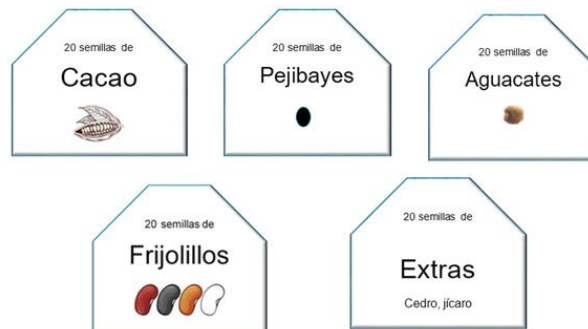 20 semillas de
Cacao
20 semillas de
Pejibayes
20 semillas de
Aguacates
20 semillas de
Frijolillos
20 semillas de
Extras
Cedro, jícaro